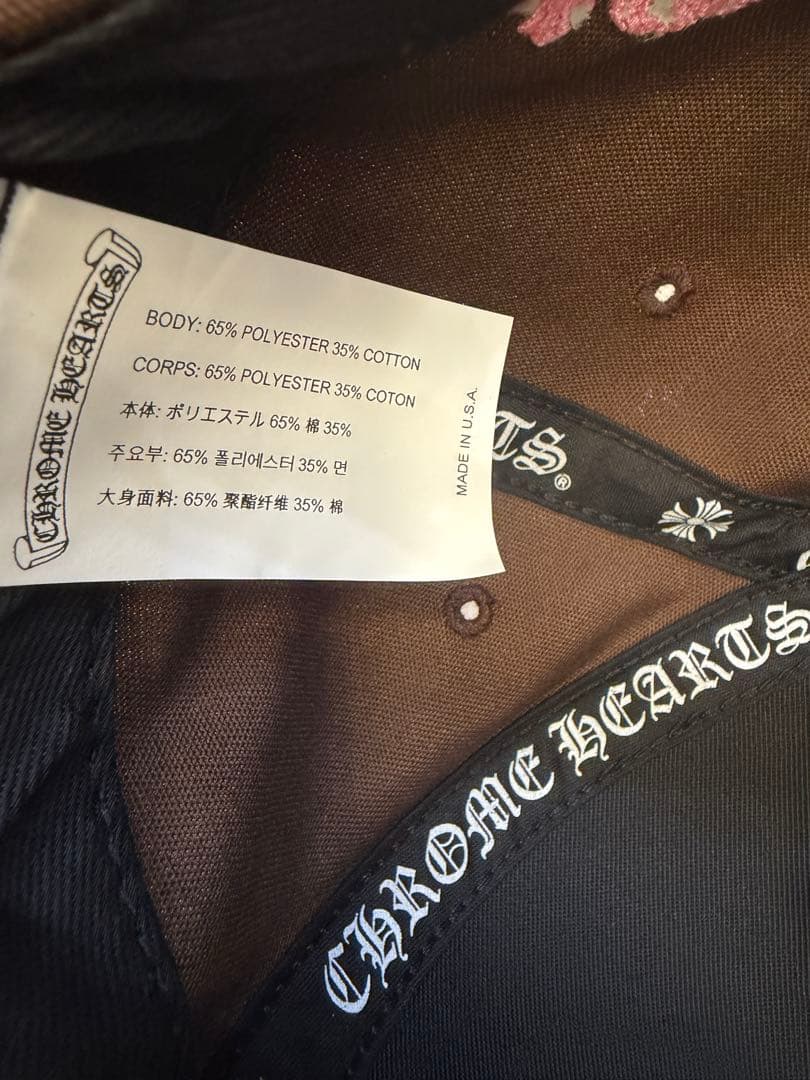 CHROME HEARTS
BODY: 65% POLYESTER 35% COTTON
CORPS: 65% POLYESTER 35% COTON
本体: ポリエステル 65% 棉 35%
주요부: 65% 폴리에스터 35% 면
大身面料: 65% 聚酯纤维 35% 棉
MADE IN U.S.A.
RTS®
CHROME HEARTS